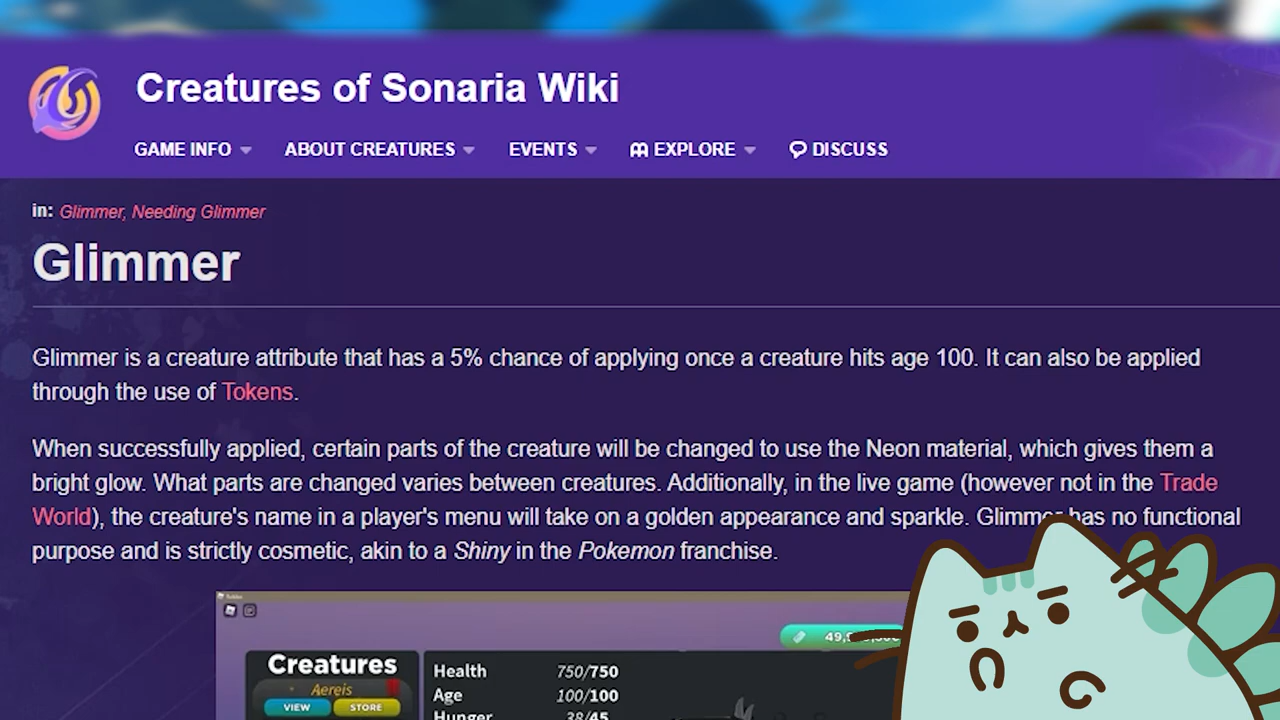 Creatures of Sonaria Wiki
GAME INFO ABOUT CREATURES EVENTS EXPLORE DISCUSS
in: Glimmer, Needing Glimmer
Glimmer
Glimmer is a creature attribute that has a 5% chance of applying once a creature hits age 100. It can also be applied
through the use of Tokens.
When successfully applied, certain parts of the creature will be changed to use the Neon material, which gives them a
bright glow. What parts are changed varies between creatures. Additionally, in the live game (however not in the Trade
World), the creature's name in a player's menu will take on a golden appearance and sparkle. Glimmer has no functional
purpose and is strictly cosmetic, akin to a Shiny in the Pokemon franchise.
Creatures
Aereis
VIEW STORE
Health 750/750
Age 100/100
Hunger 38/45